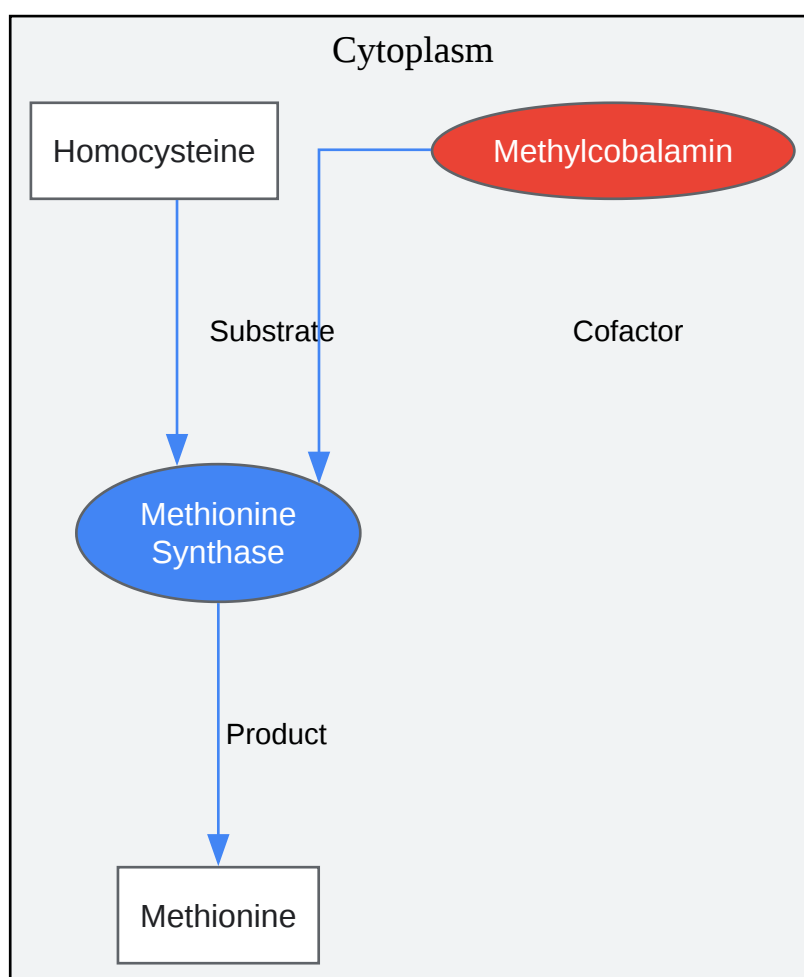 Cytoplasm
Homocysteine
Methylcobalamin
Substrate
Cofactor
Methionine
Synthase
Product
Methionine